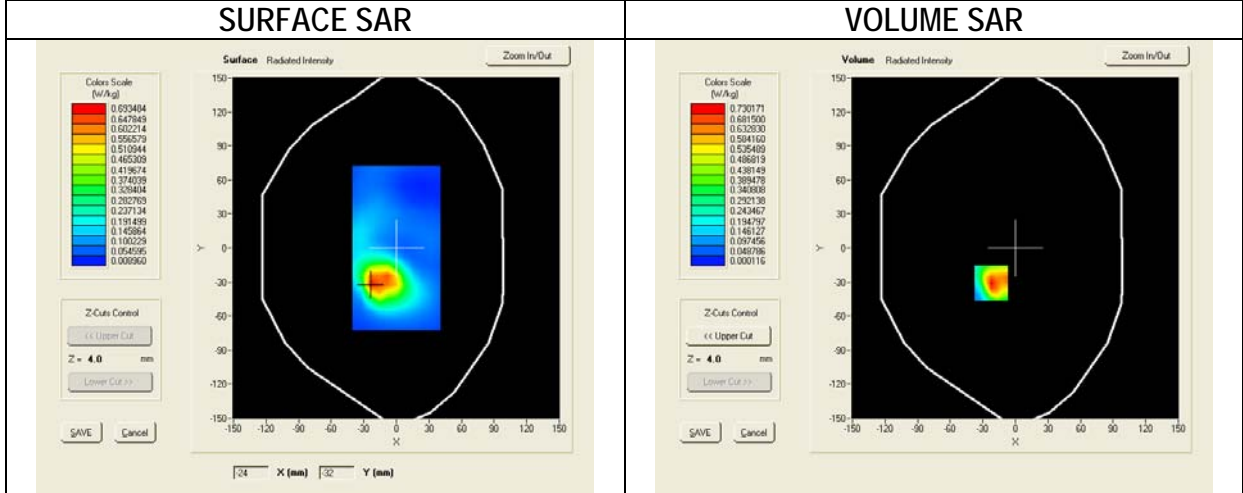 SURFACE SAR
VOLUME SAR
Surface Radiated Intensity
Zoom In/Out
Colors Scale
(W/kg)
0.693484
0.647849
0.602214
0.556579
0.510944
0.465309
0.419674
0.374039
0.328404
0.282769
0.237134
0.191499
0.145864
0.100229
0.054595
0.008960
Z-Cuts Control
<< Upper Cut
Z = 4.0 mm
Lower Cut >>
SAVE Cancel
150
120
90
60
30
0
-30
-60
-90
-120
-150
Y
-150 -120 -90 -60 -30 0 30 60 90 120 150
X
-24 X (mm) -32 Y (mm)
Volume Radiated Intensity
Zoom In/Out
Colors Scale
(W/kg)
0.730171
0.681500
0.632830
0.584160
0.535489
0.486819
0.438149
0.389478
0.340808
0.292138
0.243467
0.194797
0.146127
0.097456
0.048786
0.000116
Z-Cuts Control
<< Upper Cut
Z = 4.0 mm
Lower Cut >>
SAVE Cancel
150
120
90
60
30
0
-30
-60
-90
-120
-150
Y
-150 -120 -90 -60 -30 0 30 60 90 120 150
X